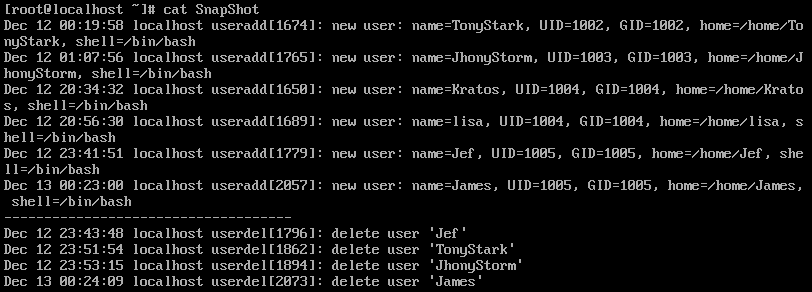 [root@localhost ~]# cat SnapShot
Dec 12 00:19:58 localhost useradd[1674]: new user: name=TonyStark, UID=1002, GID=1002, home=/home/To
nyStark, shell=/bin/bash
Dec 12 01:07:56 localhost useradd[1765]: new user: name=JhonyStorm, UID=1003, GID=1003, home=/home/J
honyStorm, shell=/bin/bash
Dec 12 20:34:32 localhost useradd[1650]: new user: name=Kratos, UID=1004, GID=1004, home=/home/Krato
s, shell=/bin/bash
Dec 12 20:56:30 localhost useradd[1689]: new user: name=lisa, UID=1004, GID=1004, home=/home/lisa, s
hell=/bin/bash
Dec 12 23:41:51 localhost useradd[1779]: new user: name=Jef, UID=1005, GID=1005, home=/home/Jef, she
ll=/bin/bash
Dec 13 00:23:00 localhost useradd[2057]: new user: name=James, UID=1005, GID=1005, home=/home/James,
 shell=/bin/bash
------------------------------------
Dec 12 23:43:48 localhost userdel[1796]: delete user 'Jef'
Dec 12 23:51:54 localhost userdel[1862]: delete user 'TonyStark'
Dec 12 23:53:15 localhost userdel[1894]: delete user 'JhonyStorm'
Dec 13 00:24:09 localhost userdel[2073]: delete user 'James'